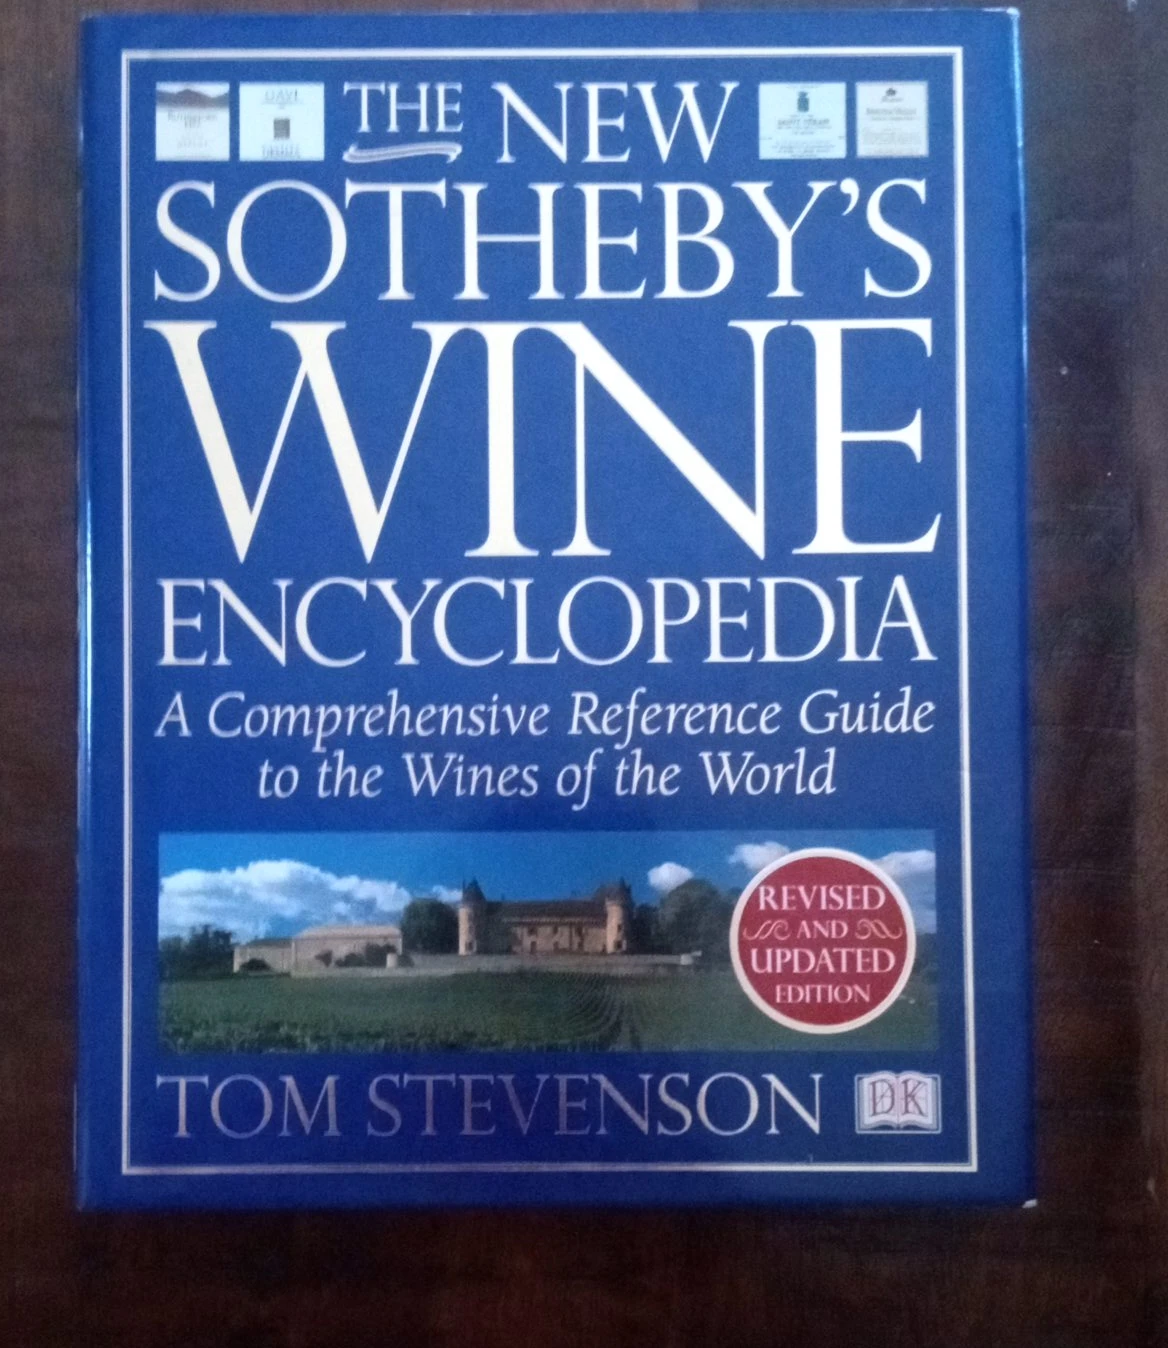 THE NEW
SOTHEBY'S
WINE
ENCYCLOPEDIA
A Comprehensive Reference Guide
to the Wines of the World
REVISED
AND
UPDATED
EDITION
TOM STEVENSON
DK